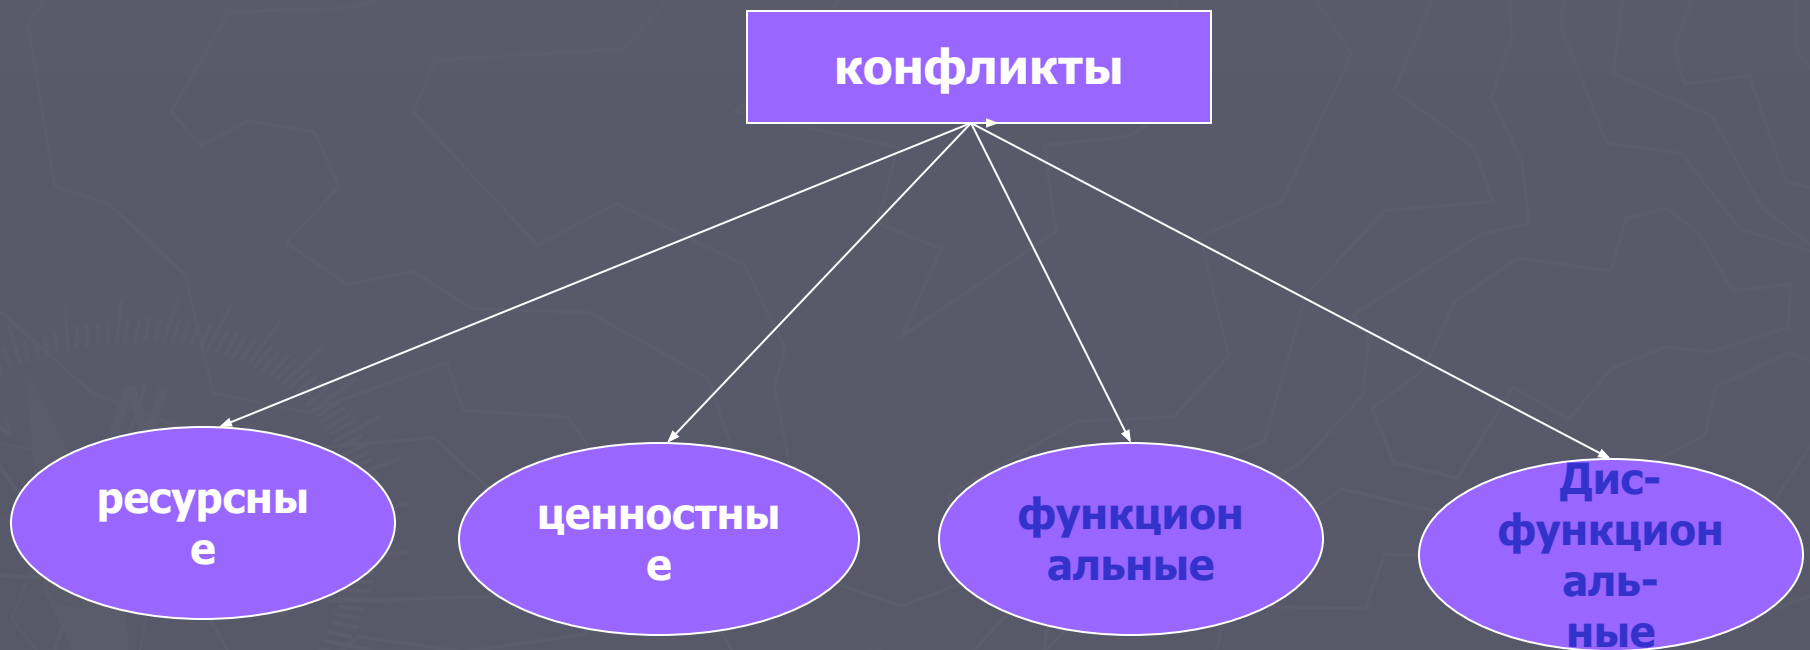 конфликты
ресурсны
е
ценностны
е
функцион
альные
Дис-
функцион
аль-
ные